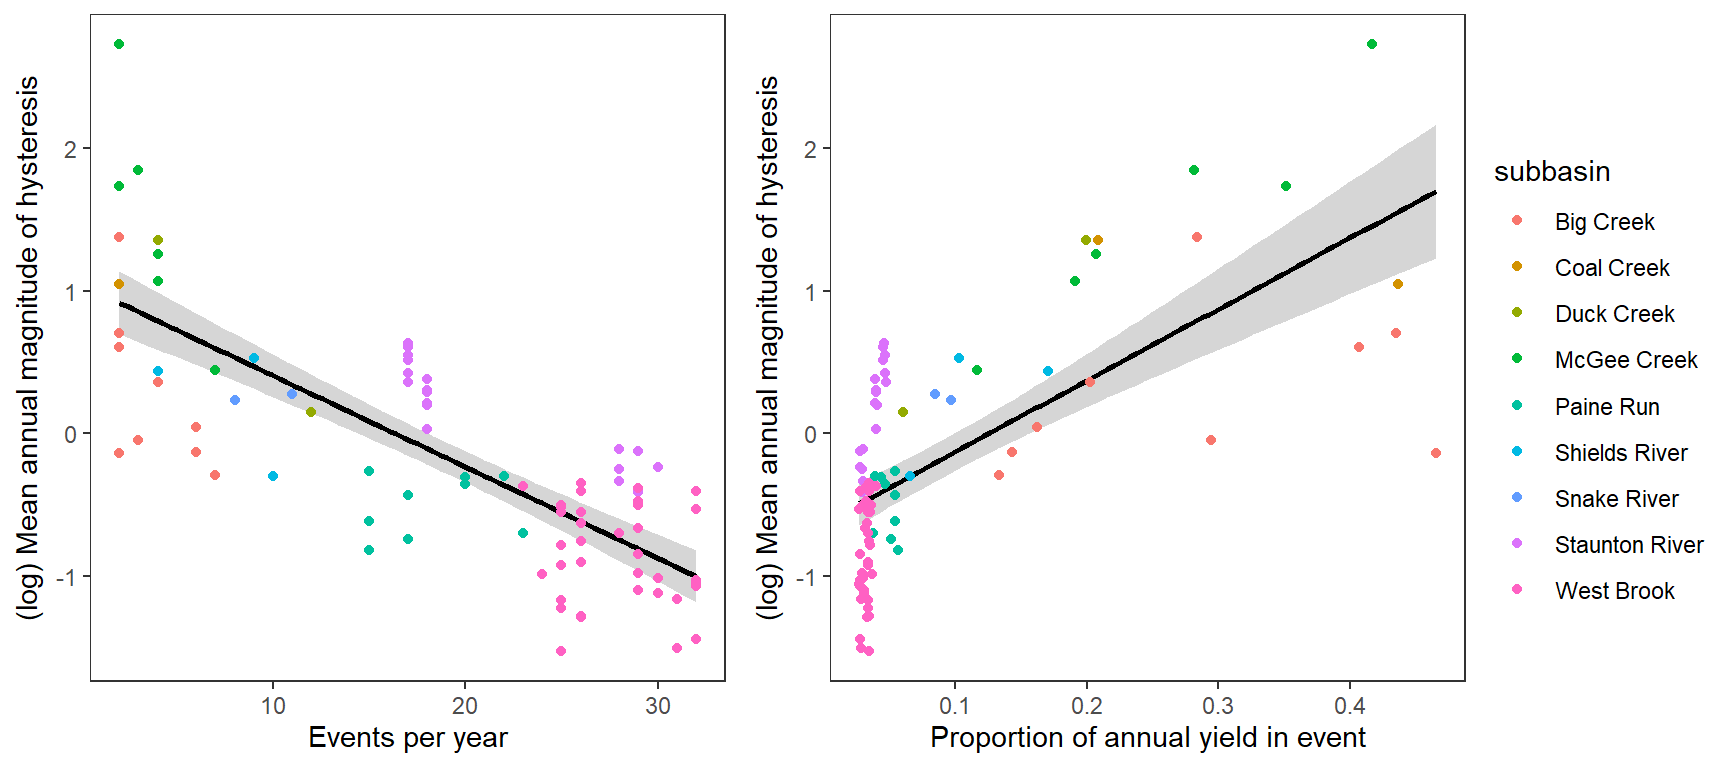 (log) Mean annual magnitude of hysteresis
2
1
0
-1
10
20
30
Events per year
(log) Mean annual magnitude of hysteresis
2
1
0
-1
0.1
0.2
0.3
0.4
Proportion of annual yield in event
subbasin
Big Creek
Coal Creek
Duck Creek
McGee Creek
Paine Run
Shields River
Snake River
Staunton River
West Brook